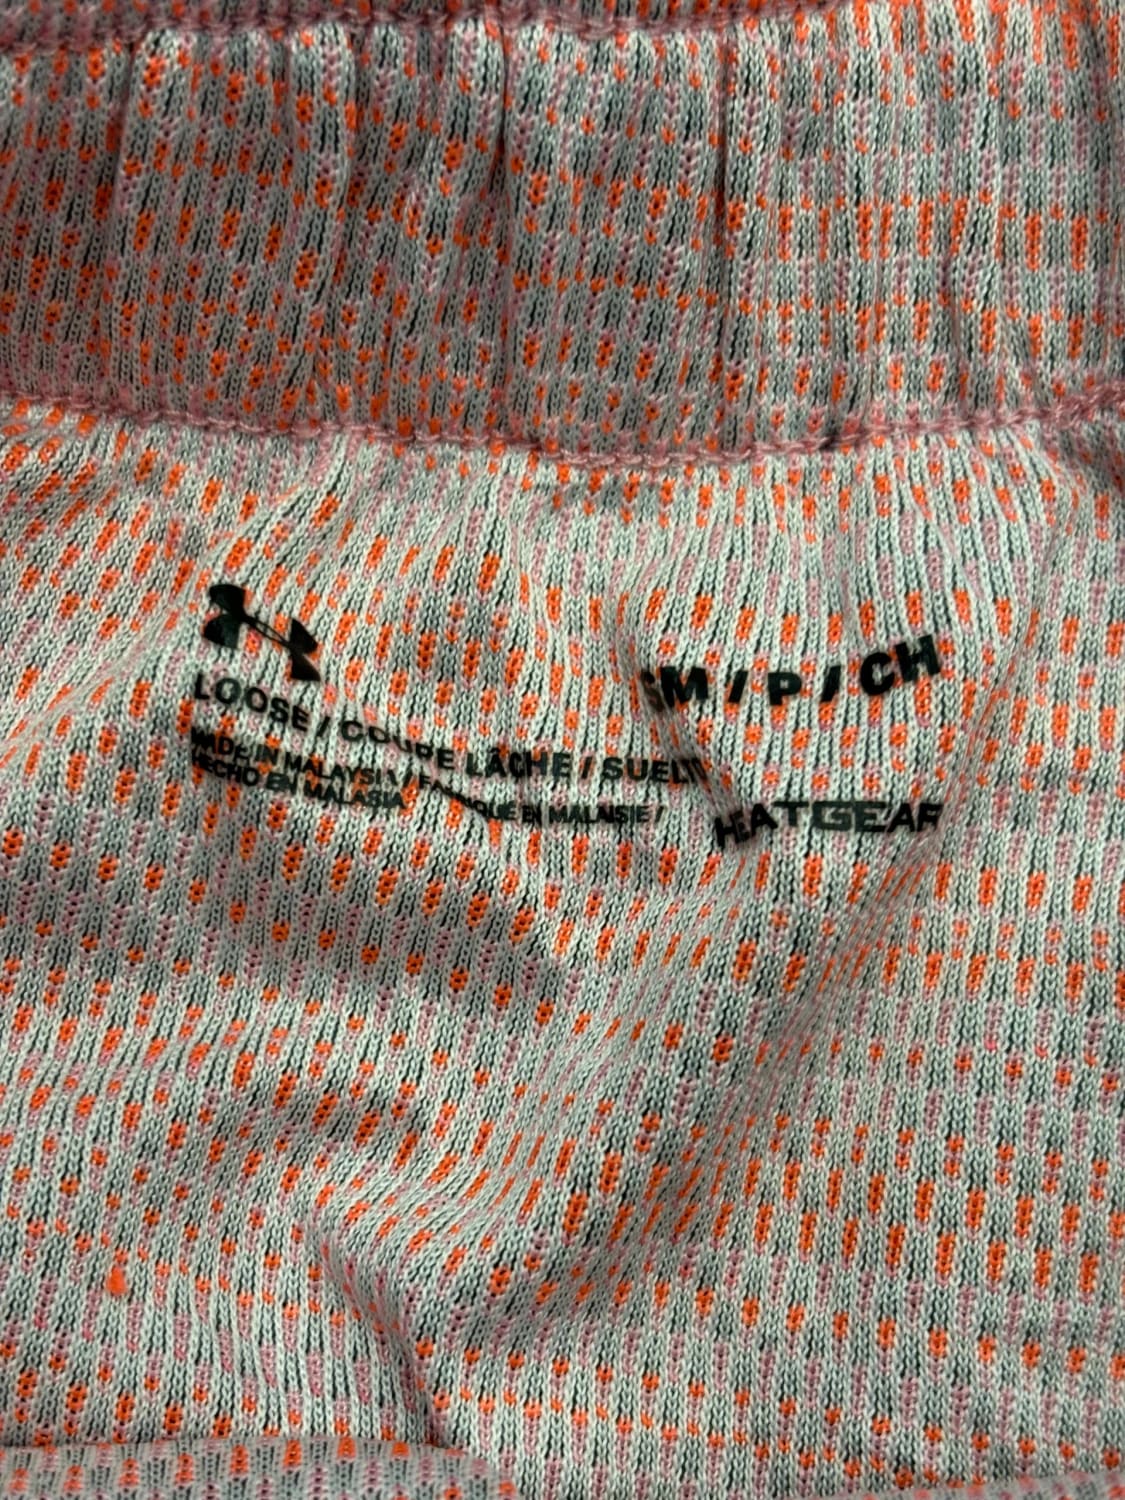 SM / P / CH
LOOSE / COUPE LÂCHE / SUELTO
MADE IN MALAYSIA / FABRIQUÉ EN MALAISIE /
HECHO EN MALASIA
HEATGEAR